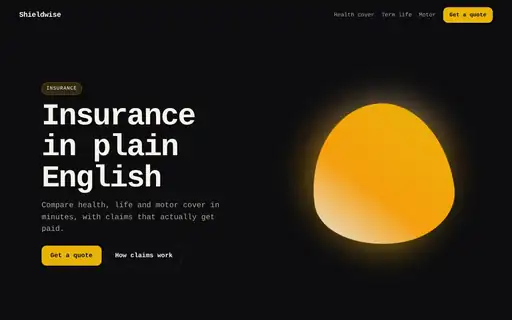 Shieldwise
Health cover Term life Motor Get a quote
INSURANCE
Insurance
in plain
English
Compare health, life and motor cover in
minutes, with claims that actually get
paid.
Get a quote How claims work